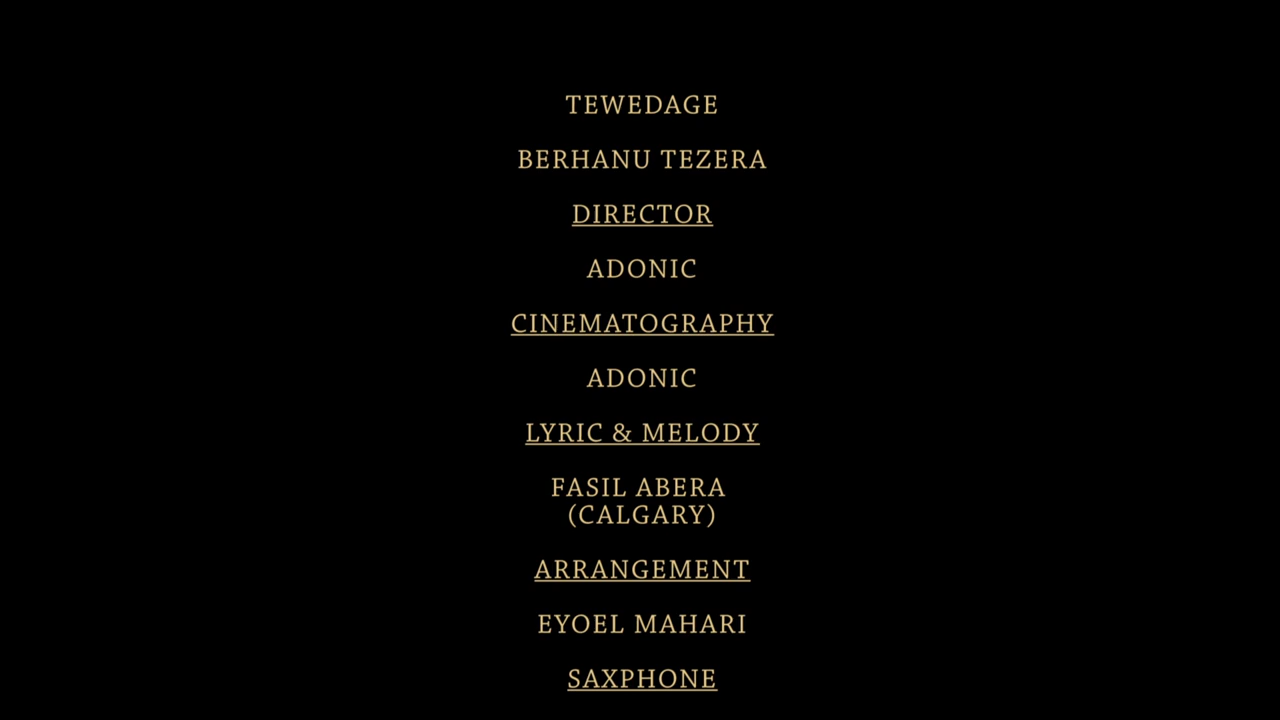 TEWEDAGE
BERHANU TEZERA
DIRECTOR
ADONIC
CINEMATOGRAPHY
ADONIC
LYRIC & MELODY
FASIL ABERA
(CALGARY)
ARRANGEMENT
EYOEL MAHARI
SAXPHONE